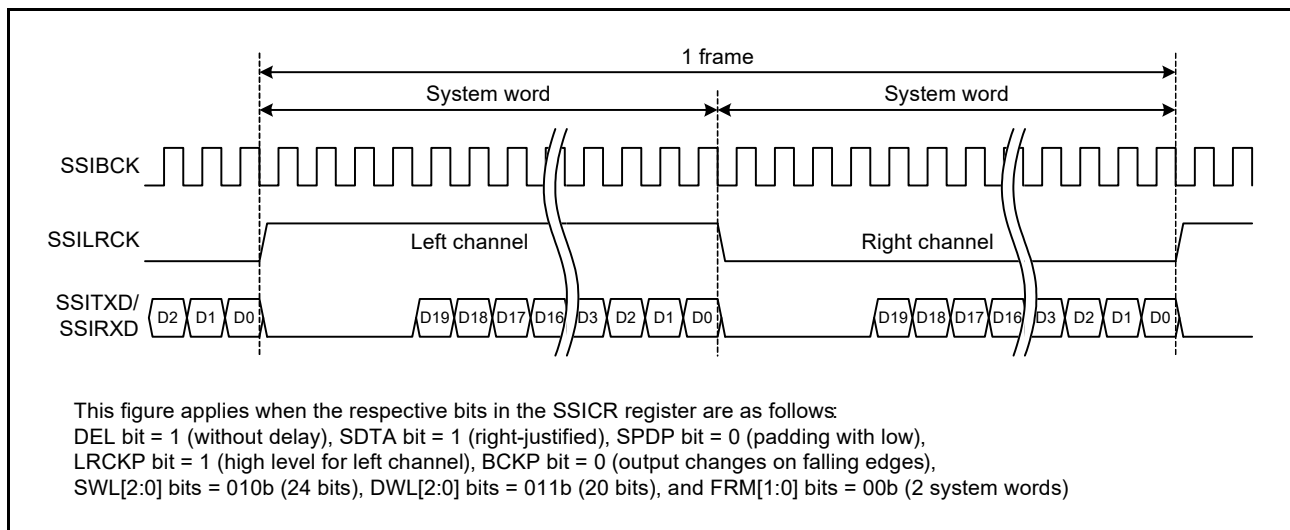 1 frame
System word System word
SSIBCK
SSILRCK Left channel Right channel
SSITXD/
SSIRXD
D2 D1 D0 D19 D18 D17 D16 D3 D2 D1 D0 D19 D18 D17 D16 D3 D2 D1 D0
This figure applies when the respective bits in the SSICR register are as follows:
DEL bit = 1 (without delay), SDTA bit = 1 (right-justified), SPDP bit = 0 (padding with low),
LRCKP bit = 1 (high level for left channel), BCKP bit = 0 (output changes on falling edges),
SWL[2:0] bits = 010b (24 bits), DWL[2:0] bits = 011b (20 bits), and FRM[1:0] bits = 00b (2 system words)